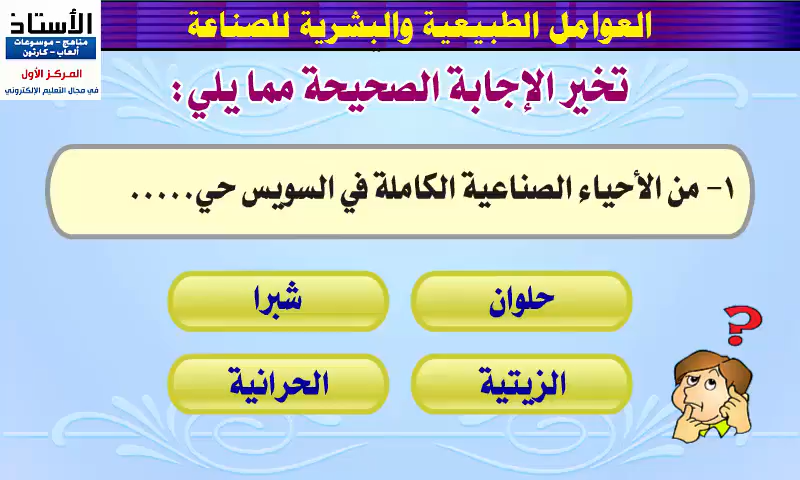 العوامل الطبيعية والبشرية للصناعة
الأستاذ
مناهج - موسوعات
ألعاب - كارتون
المركز الأول
في مجال التعليم الإلكتروني
تخير الإجابة الصحيحة مما يلي:
١- من الأحياء الصناعية الكاملة في السويس حي.....
حلوان
شبرا
الزيتية
الحرانية
?